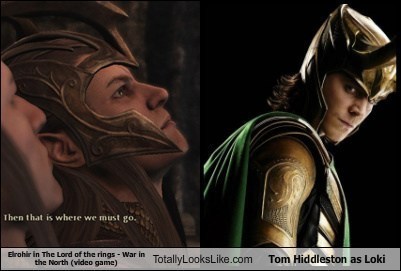 Then that is where we must go.
Elrohir in The Lord of the rings - War in
the North (video game)
TotallyLooksLike.com
Tom Hiddleston as Loki